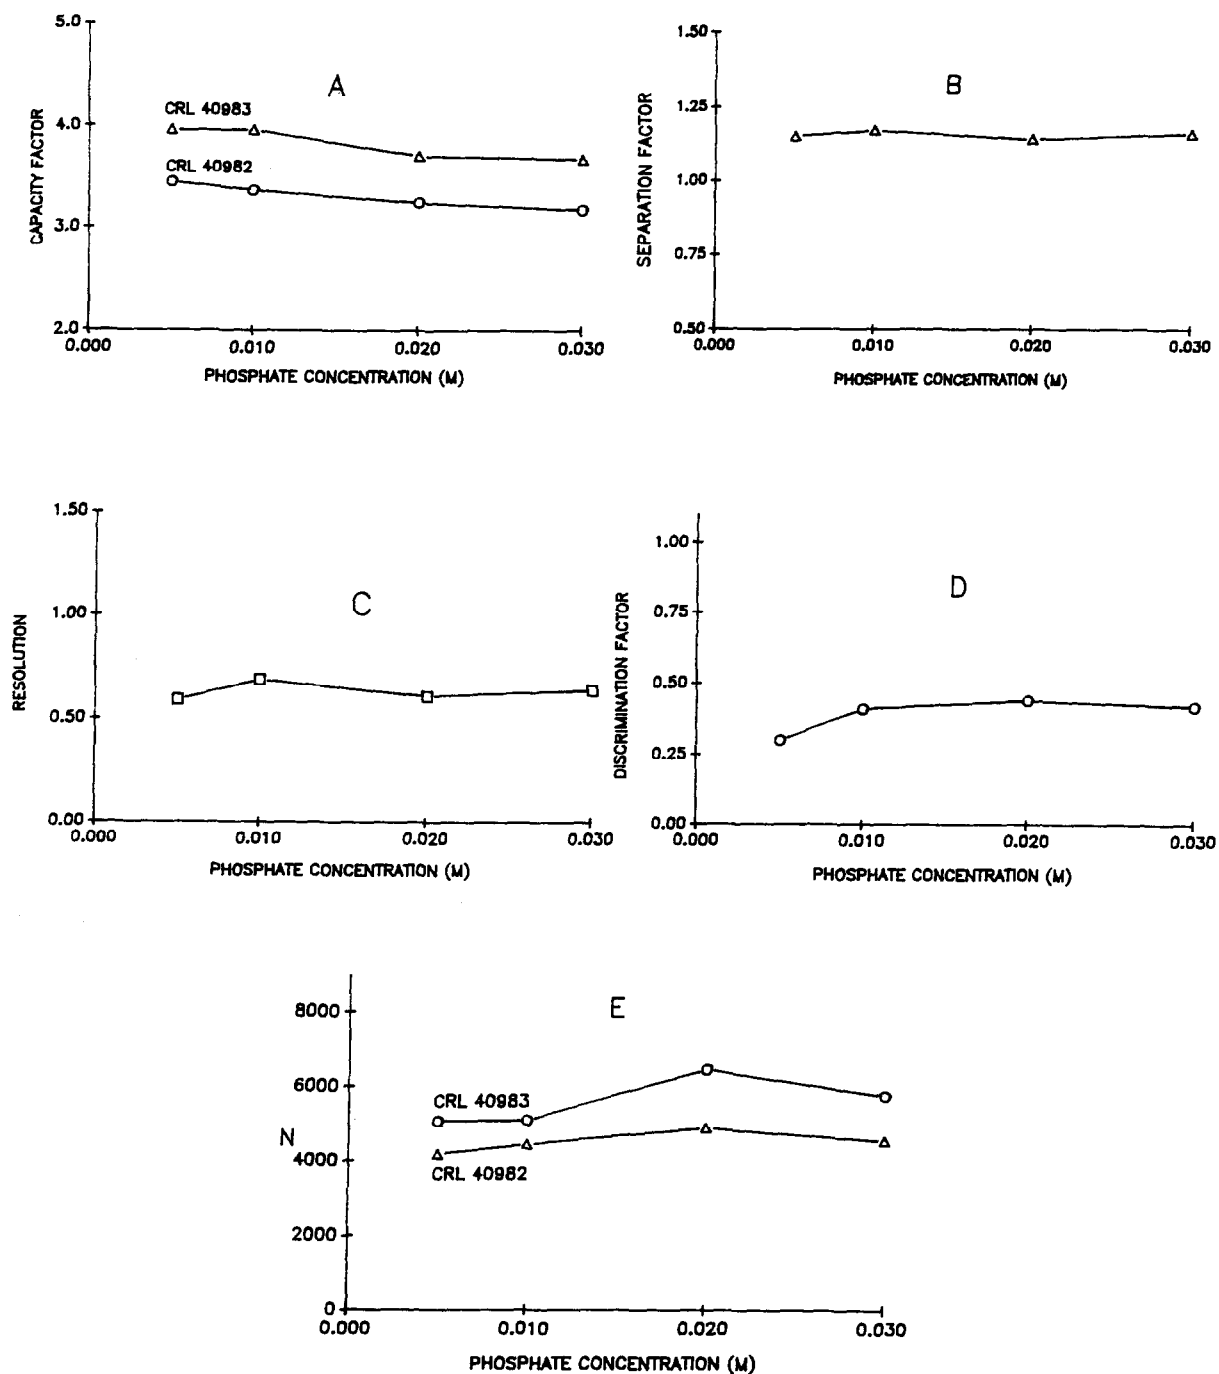 A
5.0
4.0
3.0
2.0
CAPACITY FACTOR
CRL 40983
CRL 40982
0.000 0.010 0.020 0.030
PHOSPHATE CONCENTRATION (M)
B
1.50
1.25
1.00
0.75
0.50
SEPARATION FACTOR
0.000 0.010 0.020 0.030
PHOSPHATE CONCENTRATION (M)
C
1.50
1.00
0.50
0.00
RESOLUTION
0.000 0.010 0.020 0.030
PHOSPHATE CONCENTRATION (M)
D
1.00
0.75
0.50
0.25
0.00
DISCRIMINATION FACTOR
0.000 0.010 0.020 0.030
PHOSPHATE CONCENTRATION (M)
E
8000
6000
4000
2000
0
N
CRL 40983
CRL 40982
0.000 0.010 0.020 0.030
PHOSPHATE CONCENTRATION (M)